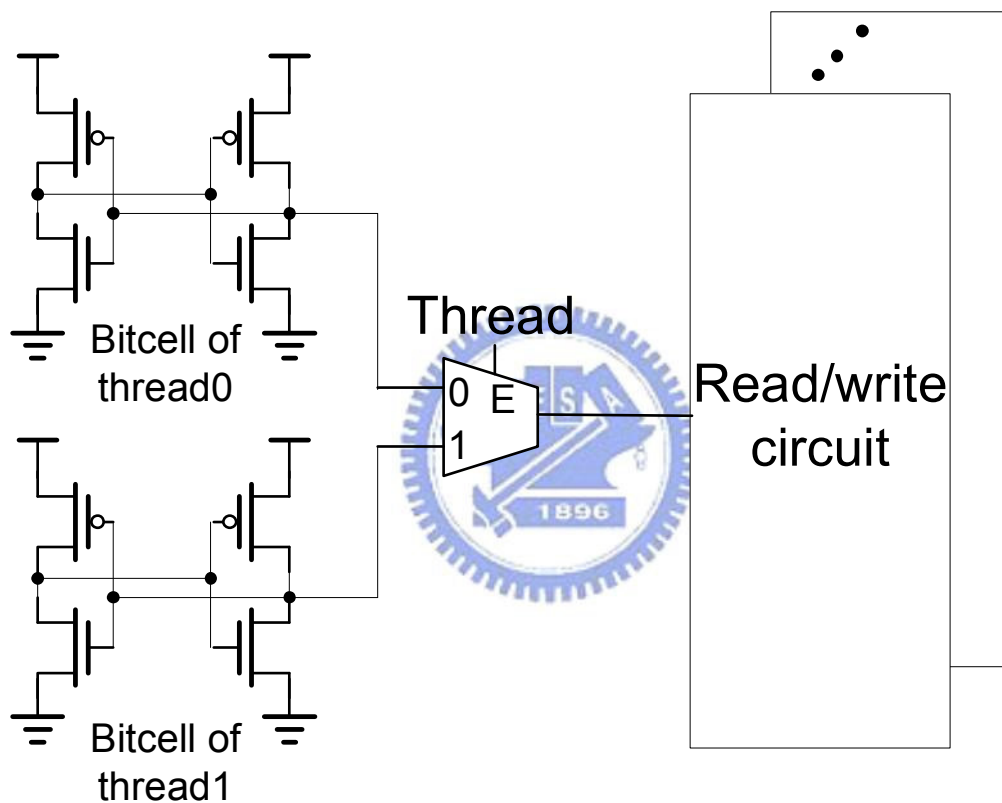 Bitcell of
thread0
Thread
0
E
1
Read/write
circuit
E S A
1896
Bitcell of
thread1